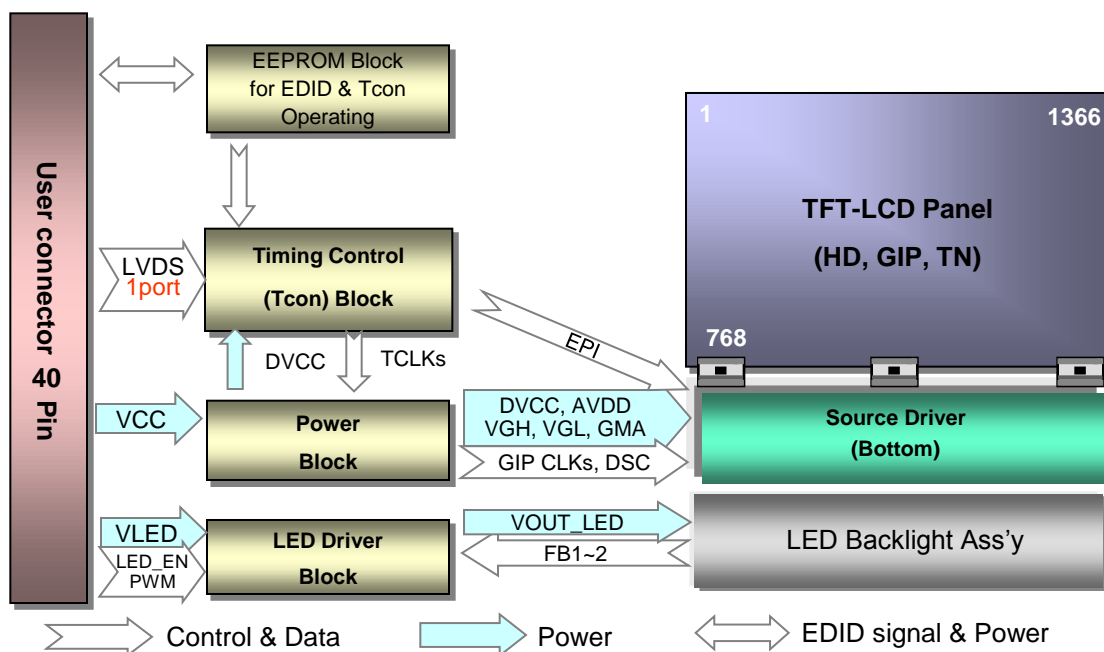 User connector 40 Pin
EEPROM Block
for EDID & Tcon
Operating
LVDS
1port
Timing Control
(Tcon) Block
DVCC
TCLKs
EPI
1
1366
TFT-LCD Panel
(HD, GIP, TN)
768
VCC
Power
Block
DVCC, AVDD
VGH, VGL, GMA
GIP CLKs, DSC
Source Driver
(Bottom)
VLED
LED_EN
PWM
LED Driver
Block
VOUT_LED
FB1~2
LED Backlight Ass'y
Control & Data
Power
EDID signal & Power